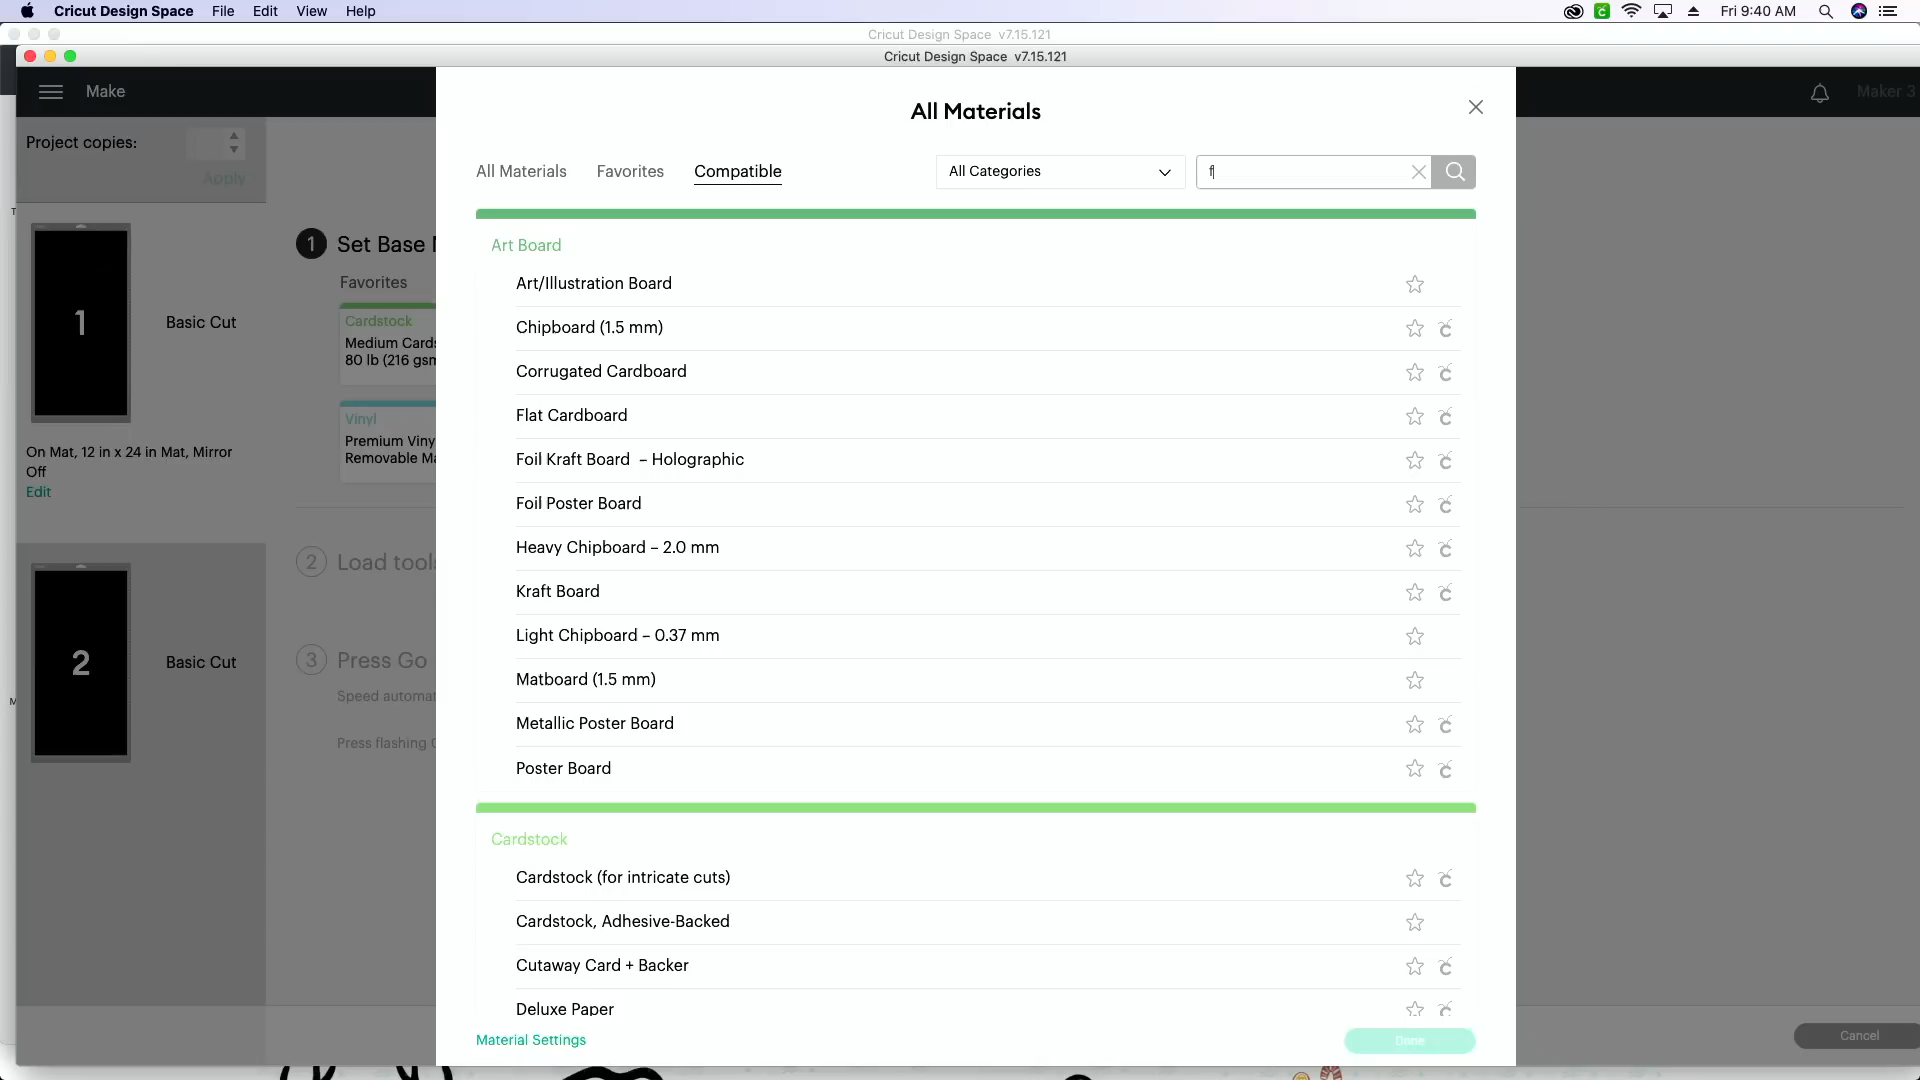 Cricut Design Space File Edit View Help Fri 9:40 AM
Cricut Design Space v7.15.121
Cricut Design Space v7.15.121
Make
Maker 3
Project copies:
Apply
1
Basic Cut
On Mat, 12 in x 24 in Mat, Mirror
Off
Edit
2
Basic Cut
1 Set Base
Favorites
Cardstock
Medium Cards
80 lb (216 gsm
Vinyl
Premium Viny
Removable Ma
2 Load tools
3 Press Go
Speed automat
Press flashing
All Materials
All Materials Favorites Compatible
All Categories
f
Art Board
Art/Illustration Board
Chipboard (1.5 mm)
Corrugated Cardboard
Flat Cardboard
Foil Kraft Board – Holographic
Foil Poster Board
Heavy Chipboard – 2.0 mm
Kraft Board
Light Chipboard – 0.37 mm
Matboard (1.5 mm)
Metallic Poster Board
Poster Board
Cardstock
Cardstock (for intricate cuts)
Cardstock, Adhesive-Backed
Cutaway Card + Backer
Deluxe Paper
Material Settings
Done
Cancel